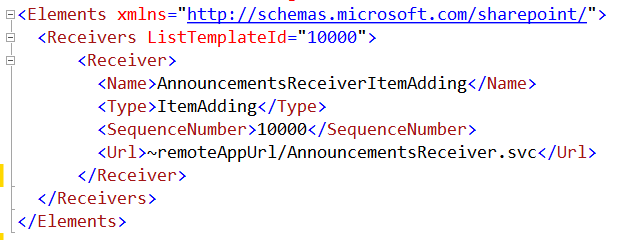 <Elements xmlns="http://schemas.microsoft.com/sharepoint/">
<Receivers ListTemplateId="10000">
<Receiver>
<Name>AnnouncementsReceiverItemAdding</Name>
<Type>ItemAdding</Type>
<SequenceNumber>10000</SequenceNumber>
<Url>~remoteAppUrl/AnnouncementsReceiver.svc</Url>
</Receiver>
</Receivers>
</Elements>